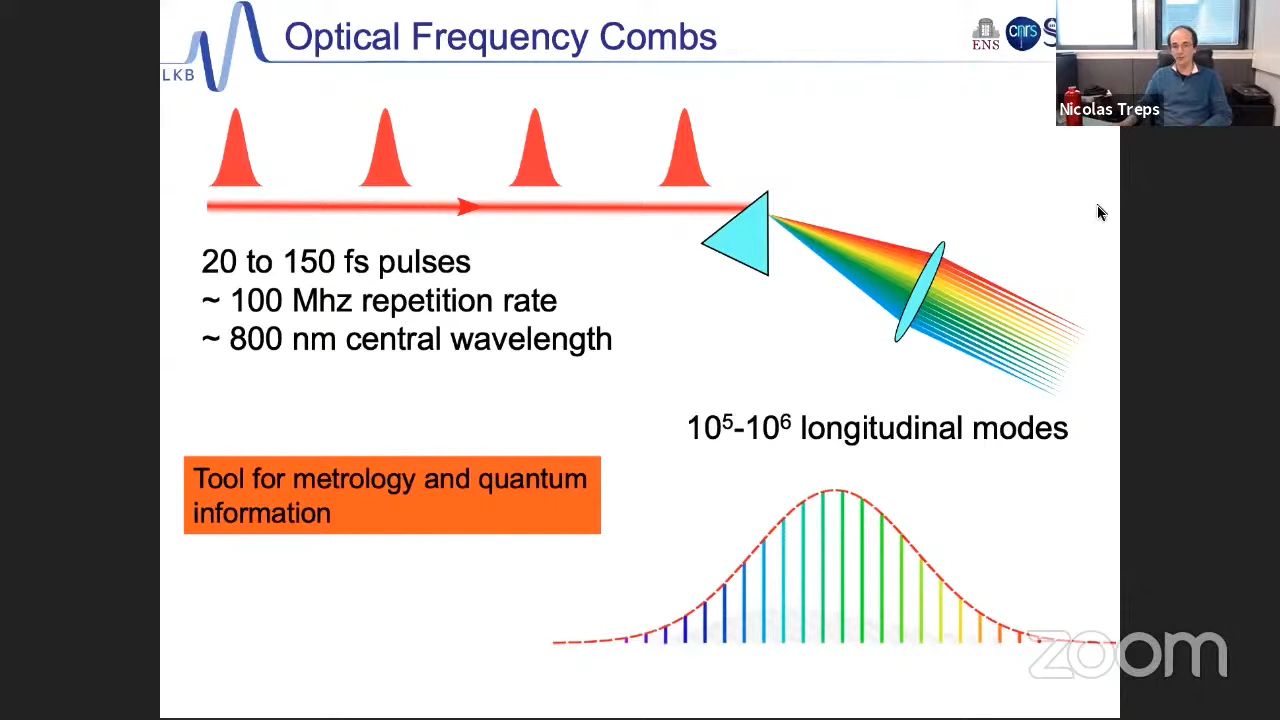 Optical Frequency Combs
LKB
ENS
cnrs
S
Nicolas Treps
20 to 150 fs pulses
~ 100 Mhz repetition rate
~ 800 nm central wavelength
10⁵-10⁶ longitudinal modes
Tool for metrology and quantum
information
zoom